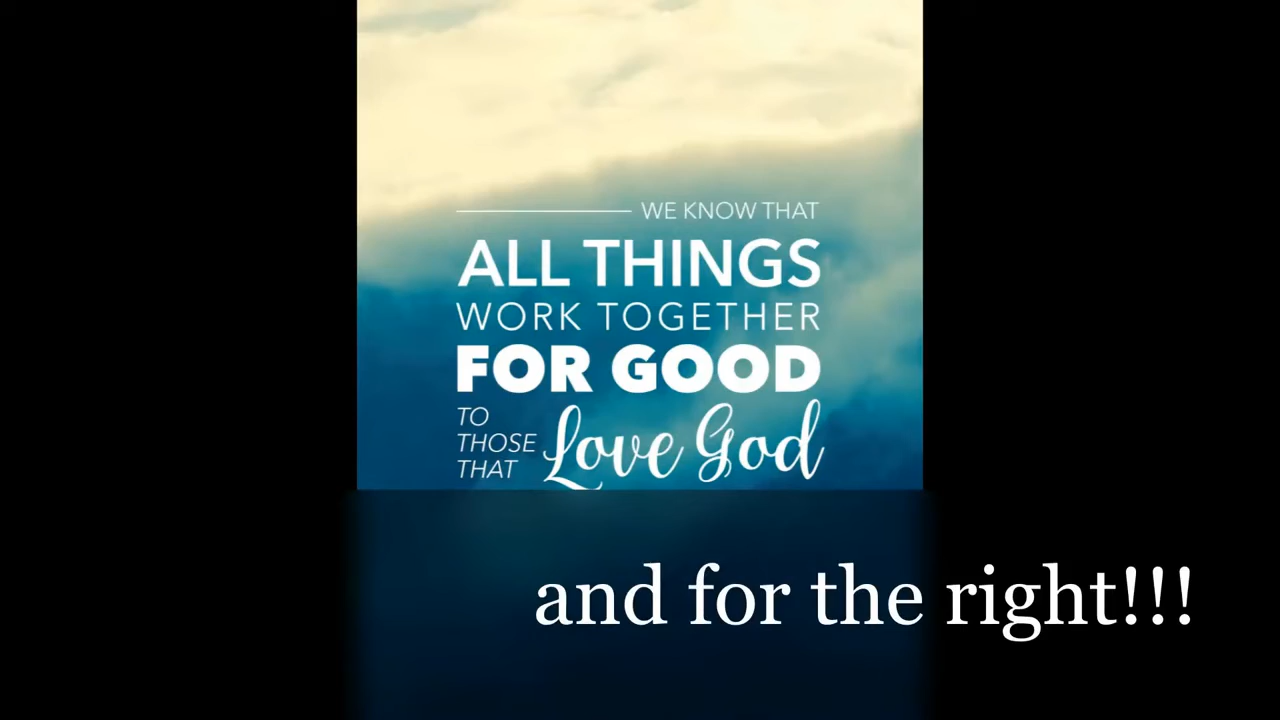 WE KNOW THAT
ALL THINGS
WORK TOGETHER
FOR GOOD
TO
THOSE
THAT
Love God
and for the right!!!